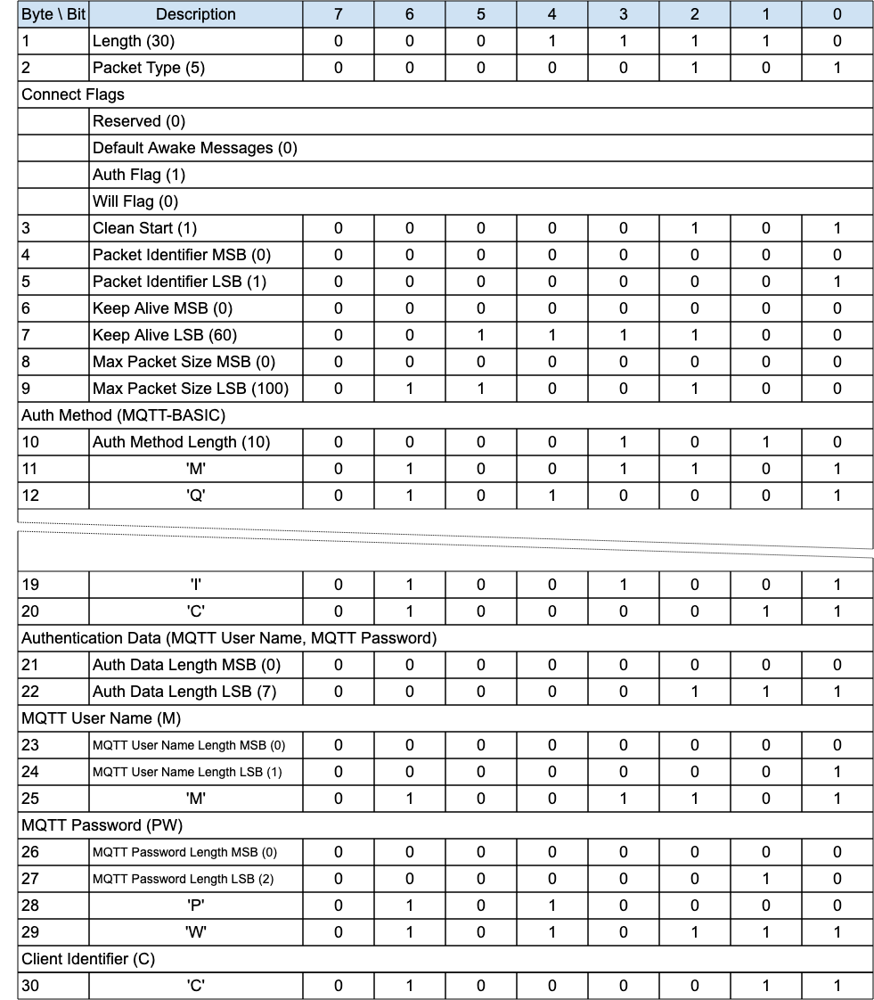 Byte \ Bit Description 7 6 5 4 3 2 1 0
1 Length (30) 0 0 0 1 1 1 1 0
2 Packet Type (5) 0 0 0 0 0 1 0 1
Connect Flags
Reserved (0)
Default Awake Messages (0)
Auth Flag (1)
Will Flag (0)
3 Clean Start (1) 0 0 0 0 0 1 0 1
4 Packet Identifier MSB (0) 0 0 0 0 0 0 0 0
5 Packet Identifier LSB (1) 0 0 0 0 0 0 0 1
6 Keep Alive MSB (0) 0 0 0 0 0 0 0 0
7 Keep Alive LSB (60) 0 0 1 1 1 1 0 0
8 Max Packet Size MSB (0) 0 0 0 0 0 0 0 0
9 Max Packet Size LSB (100) 0 1 1 0 0 1 0 0
Auth Method (MQTT-BASIC)
10 Auth Method Length (10) 0 0 0 0 1 0 1 0
11 'M' 0 1 0 0 1 1 0 1
12 'Q' 0 1 0 1 0 0 0 1
19 'I' 0 1 0 0 1 0 0 1
20 'C' 0 1 0 0 0 0 1 1
Authentication Data (MQTT User Name, MQTT Password)
21 Auth Data Length MSB (0) 0 0 0 0 0 0 0 0
22 Auth Data Length LSB (7) 0 0 0 0 0 1 1 1
MQTT User Name (M)
23 MQTT User Name Length MSB (0) 0 0 0 0 0 0 0 0
24 MQTT User Name Length LSB (1) 0 0 0 0 0 0 0 1
25 'M' 0 1 0 0 1 1 0 1
MQTT Password (PW)
26 MQTT Password Length MSB (0) 0 0 0 0 0 0 0 0
27 MQTT Password Length LSB (2) 0 0 0 0 0 0 1 0
28 'P' 0 1 0 1 0 0 0 0
29 'W' 0 1 0 1 0 1 1 1
Client Identifier (C)
30 'C' 0 1 0 0 0 0 1 1